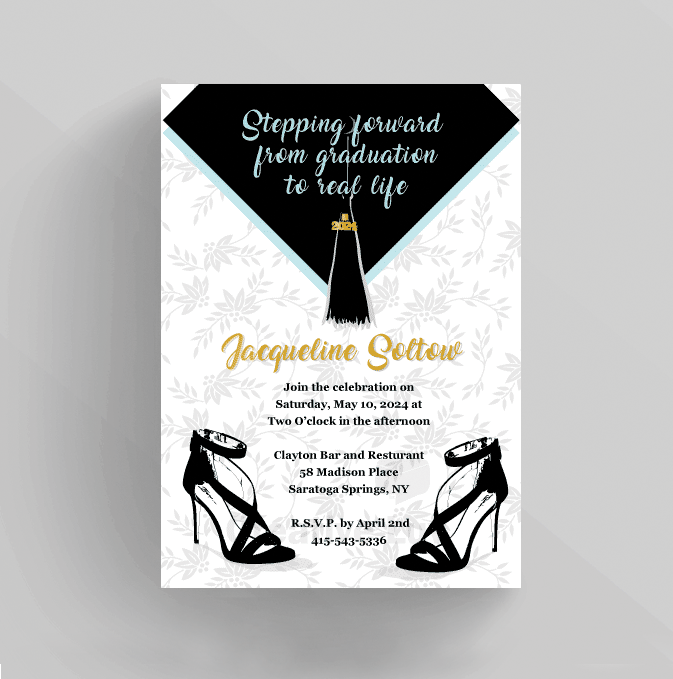 Stepping forward
from graduation
to real life
2024
Jacqueline Soltow
Join the celebration on
Saturday, May 10, 2024 at
Two O'clock in the afternoon
Clayton Bar and Resturant
58 Madison Place
Saratoga Springs, NY
R.S.V.P. by April 2nd
415-543-5336